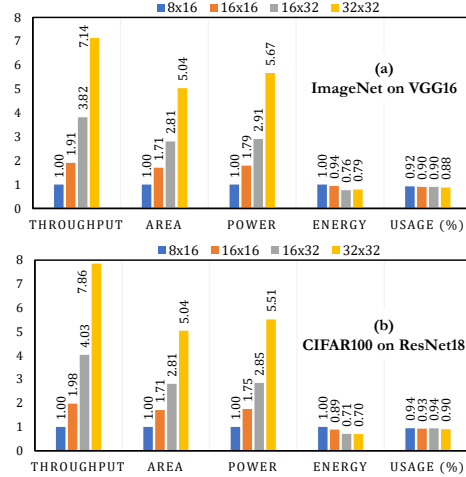 8x16 16x16 16x32 32x32
8
7
6
5
4
3
2
1
0
1.00 1.91 3.82 7.14
1.00 1.71 2.81 5.04
1.00 1.79 2.91 5.67
1.00 0.94 0.76 0.79
0.92 0.90 0.90 0.88
(a)
ImageNet on VGG16
THROUGHPUT AREA POWER ENERGY USAGE (%)
8x16 16x16 16x32 32x32
8
7
6
5
4
3
2
1
0
1.00 1.98 4.03 7.86
1.00 1.71 2.81 5.04
1.00 1.75 2.85 5.51
1.00 0.89 0.71 0.70
0.94 0.93 0.94 0.90
(b)
CIFAR100 on ResNet18
THROUGHPUT AREA POWER ENERGY USAGE (%)